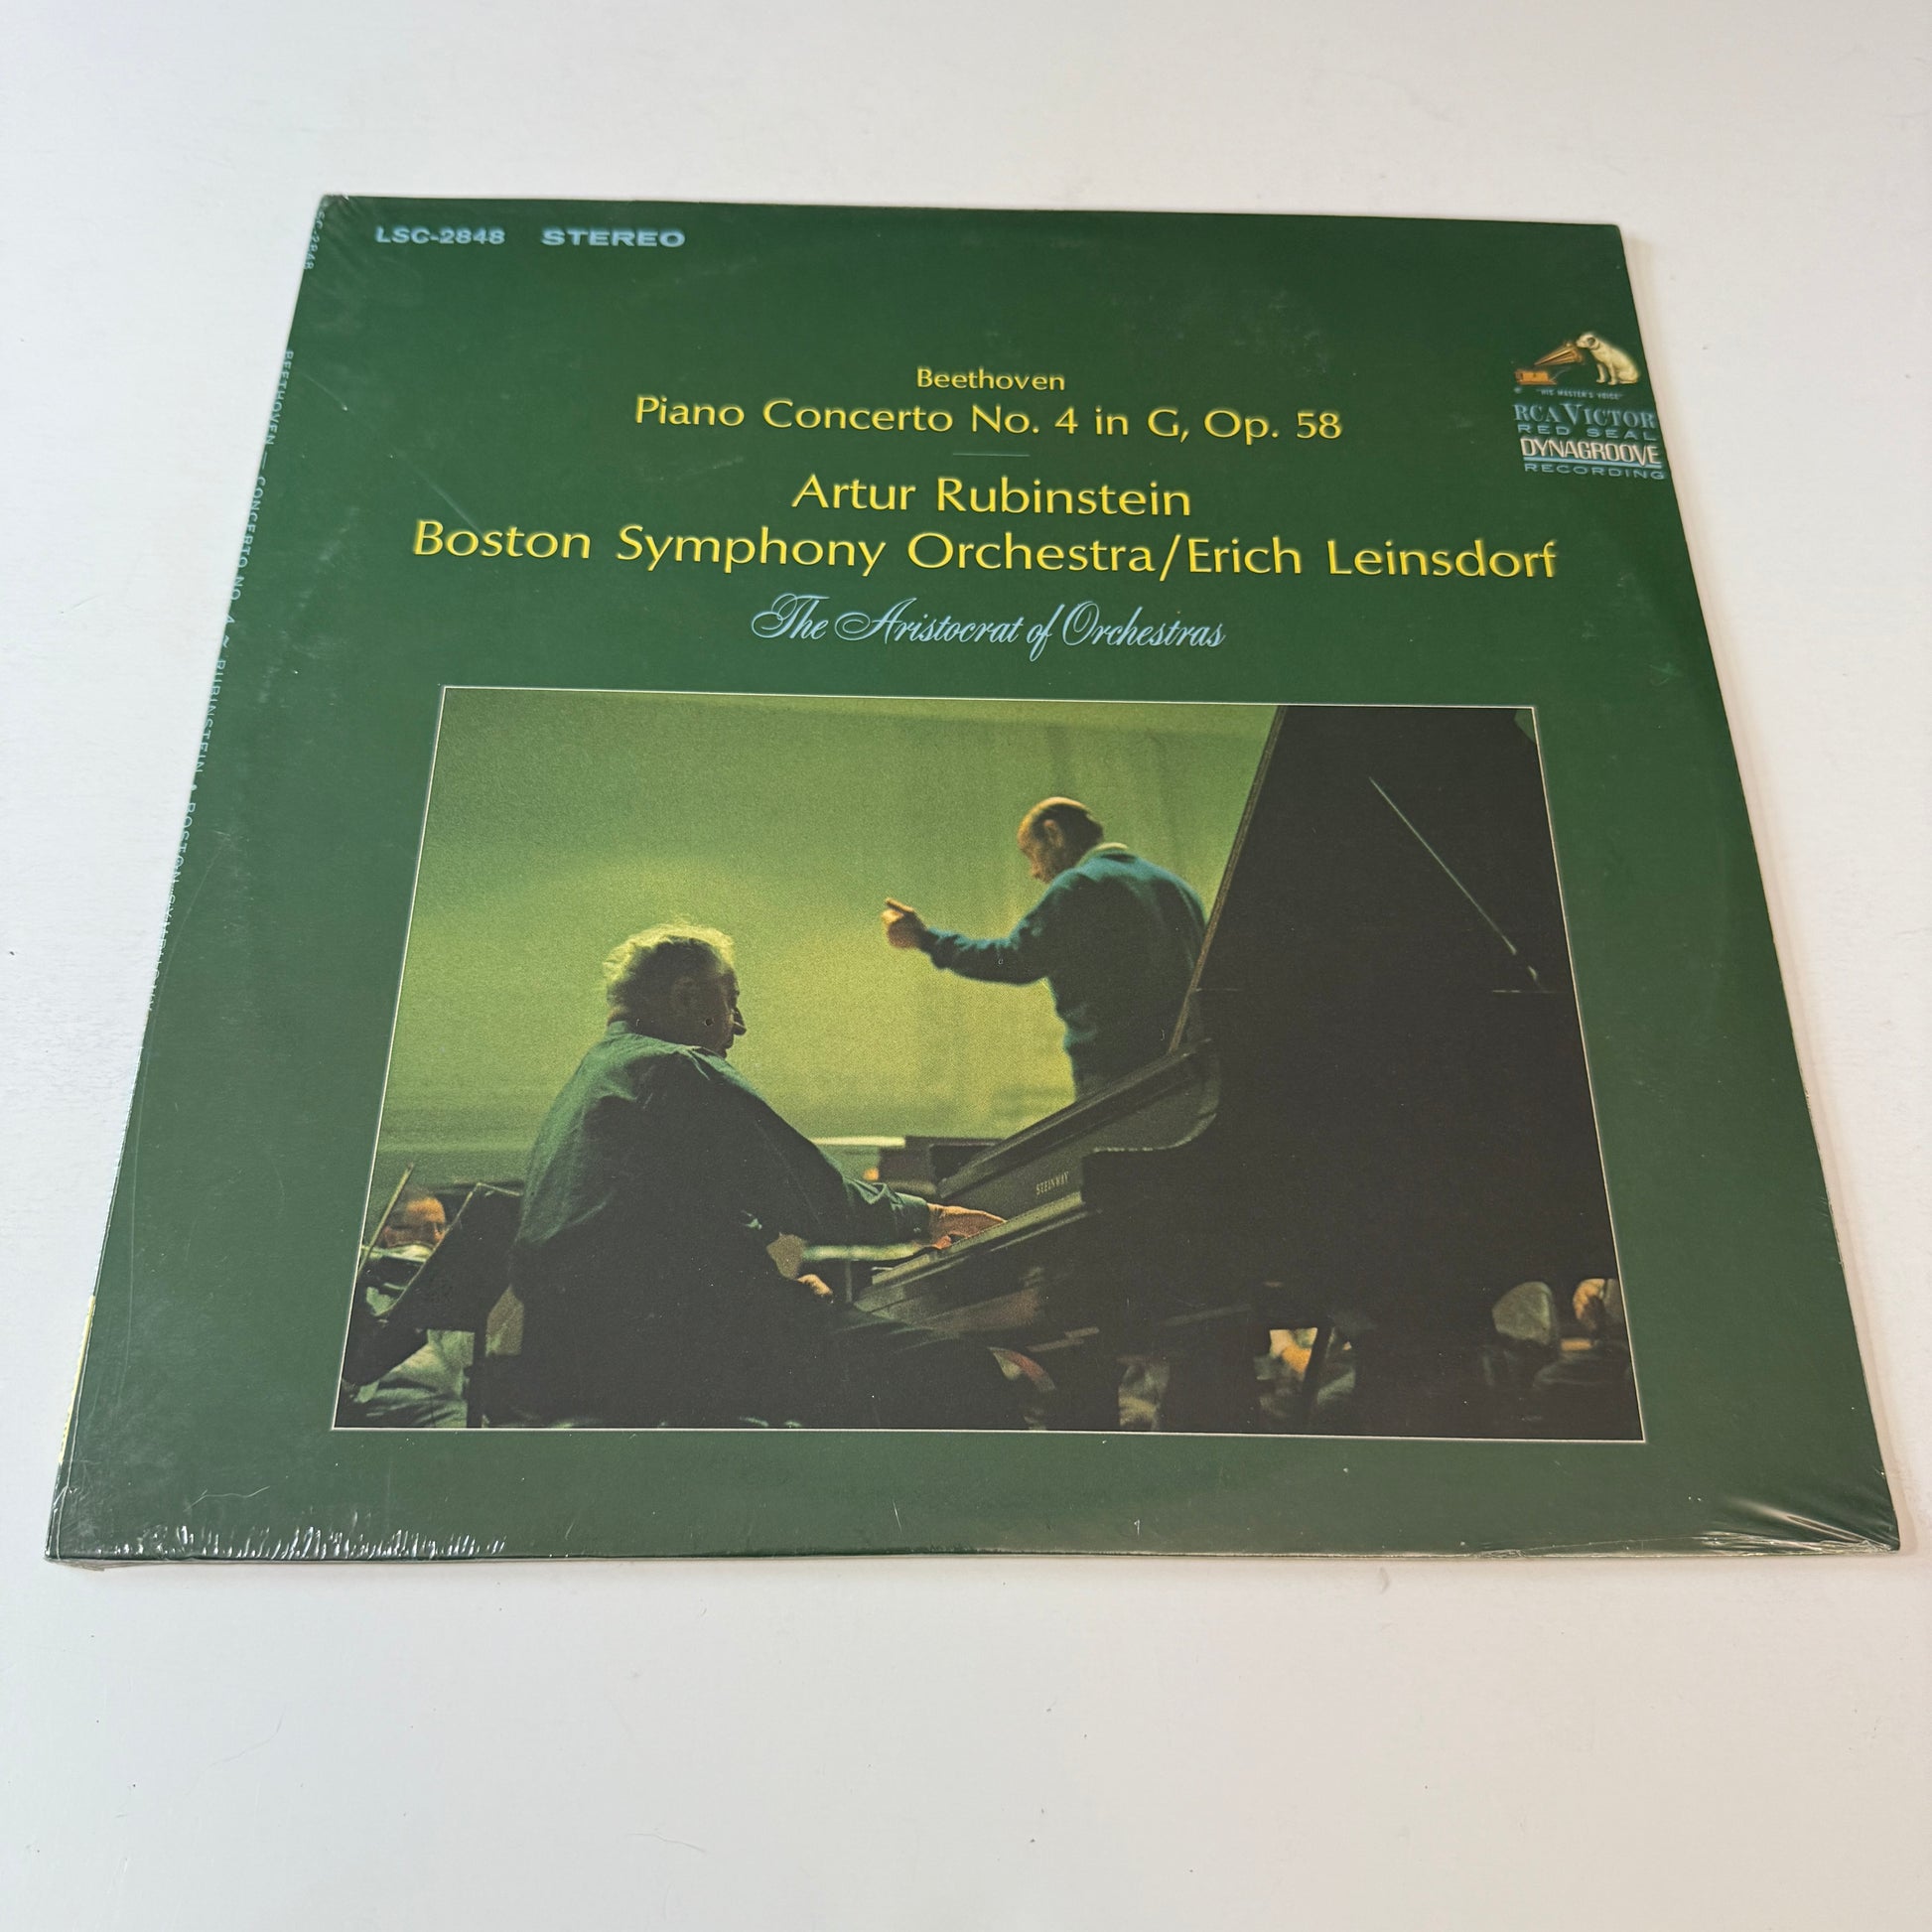 LSC-2848 STEREO
Beethoven
Piano Concerto No. 4 in G, Op. 58
Artur Rubinstein
Boston Symphony Orchestra/Erich Leinsdorf
The Aristocrat of Orchestras
"HIS MASTER'S VOICE"
RCA VICTOR
RED SEAL
DYNAGROOVE
RECORDING
STEINWAY
LSC-2848
BEETHOVEN — CONCERTO NO. 4 ~ RUBINSTEIN • BOSTON SYMPHONY